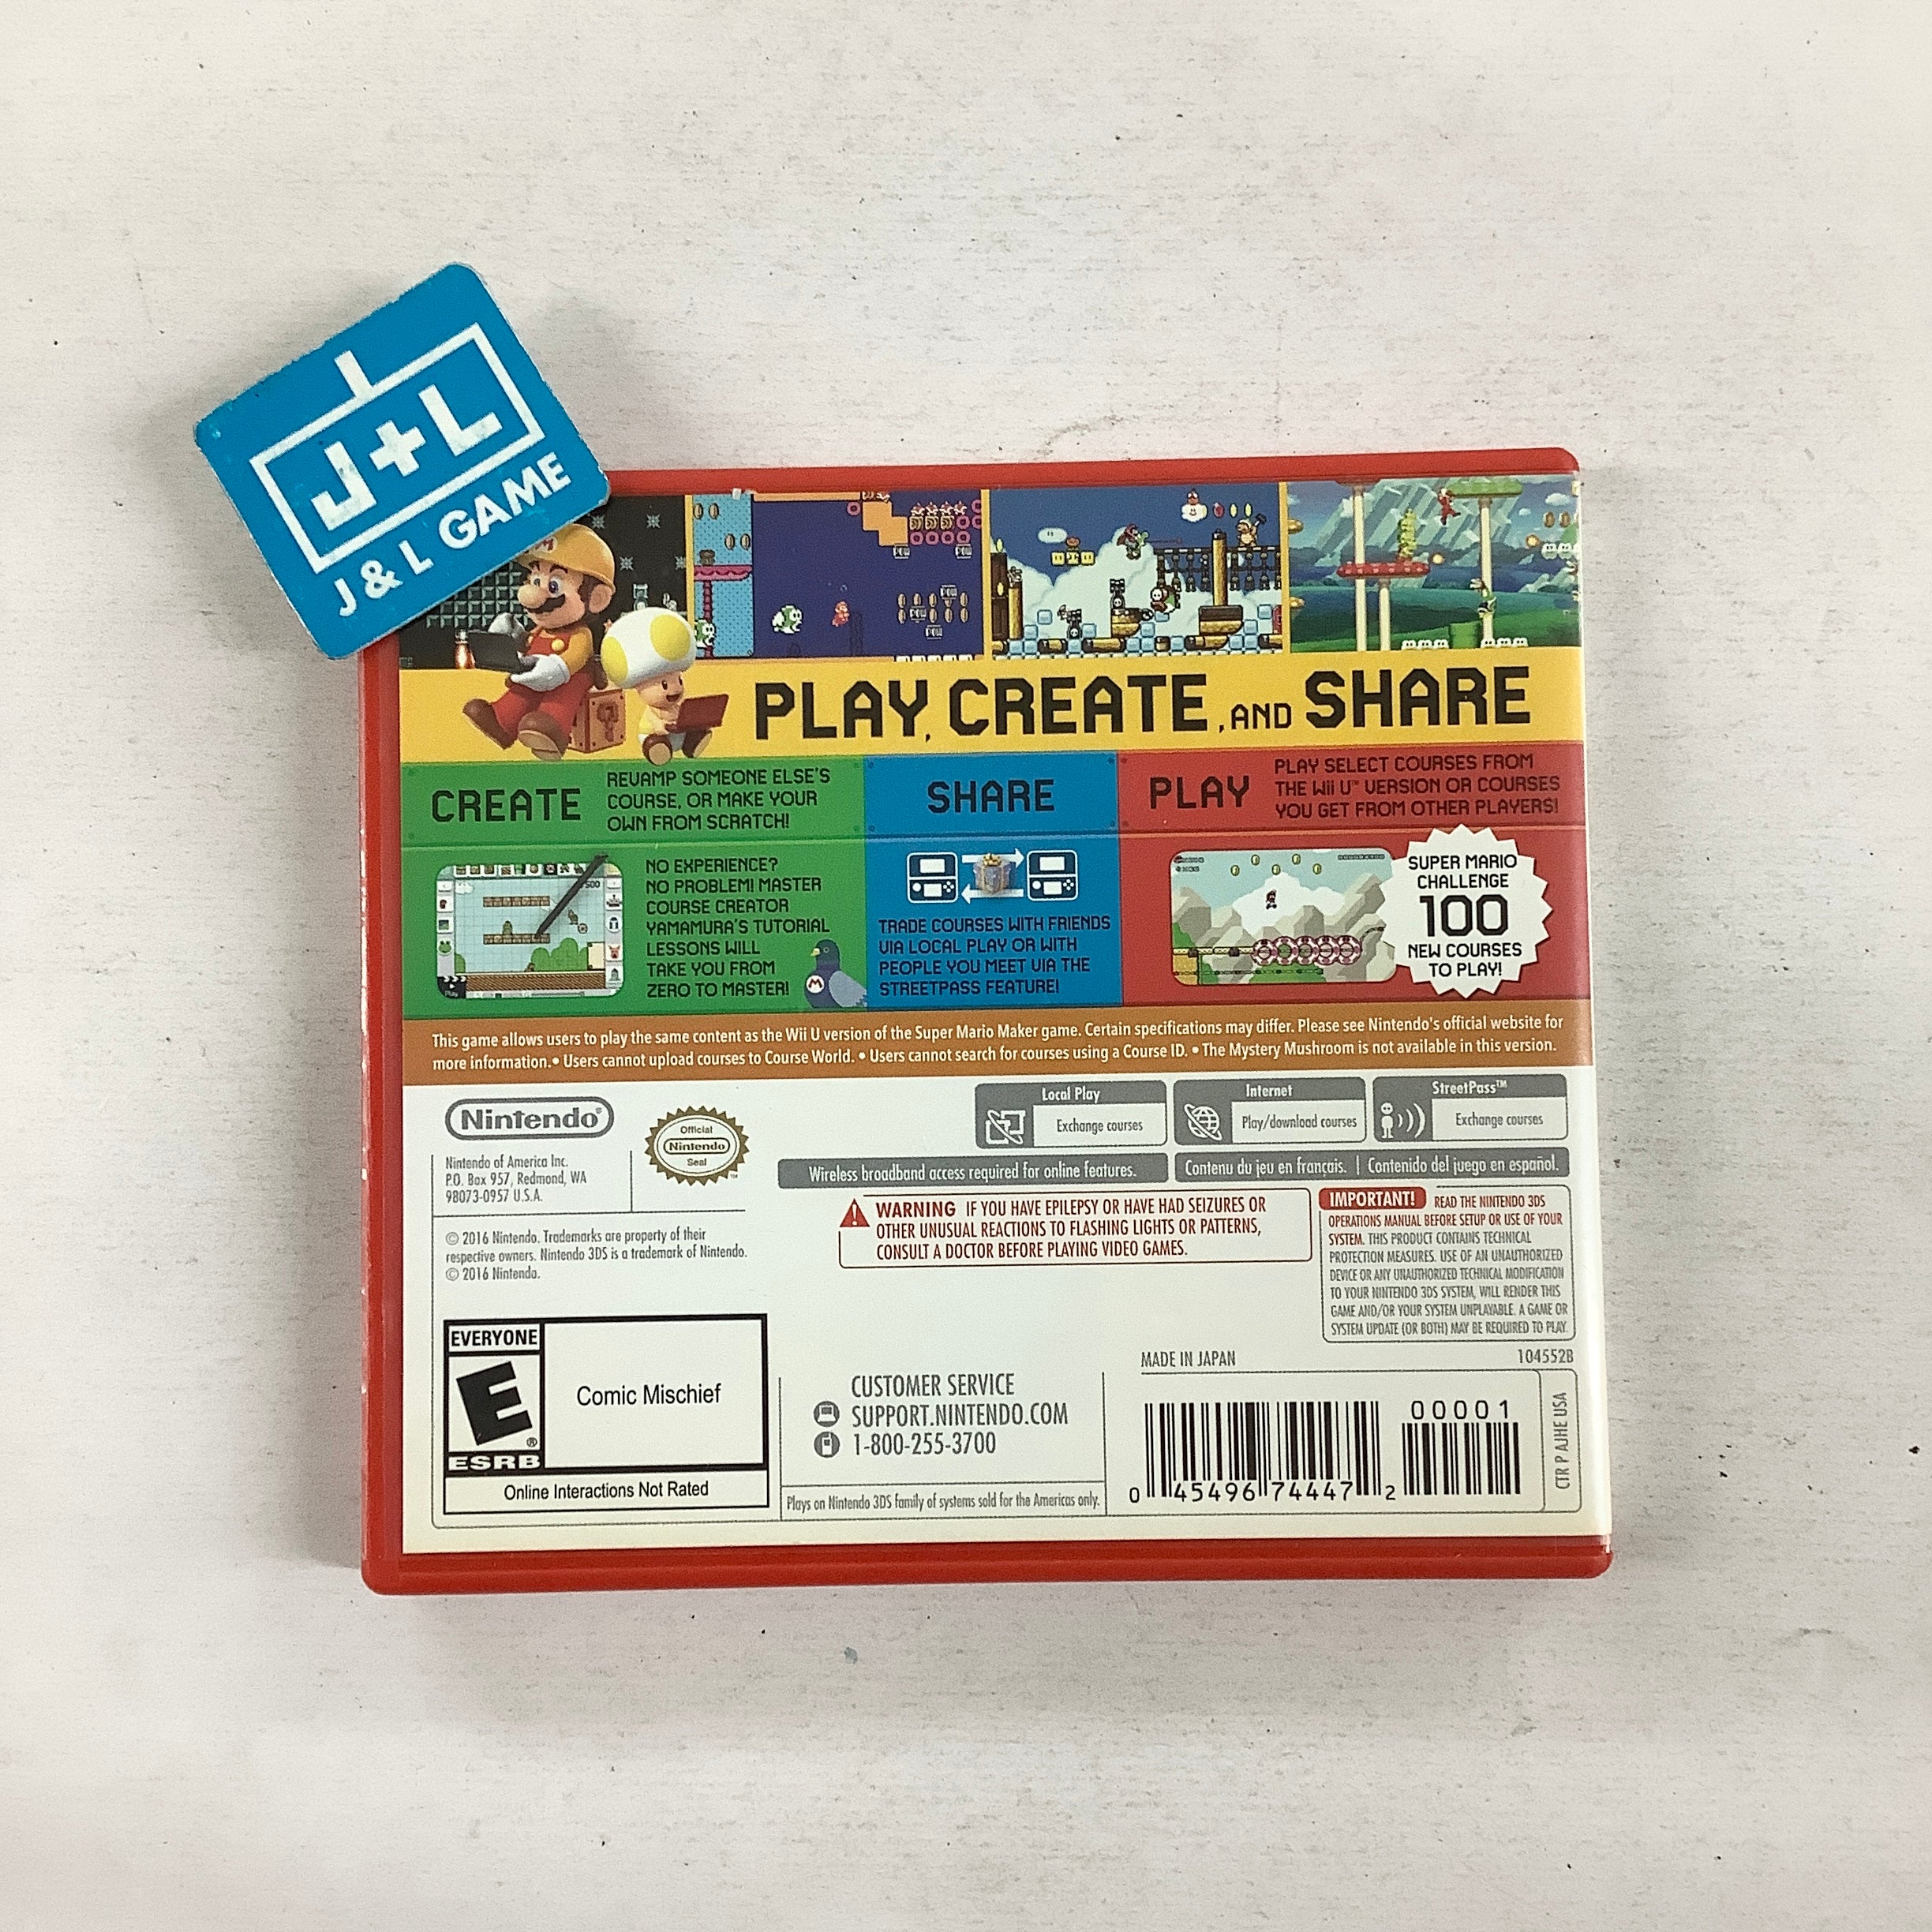 J+L
J & L GAME
PLAY, CREATE, AND SHARE
CREATE
REVAMP SOMEONE ELSE'S
COURSE, OR MAKE YOUR
OWN FROM SCRATCH!
NO EXPERIENCE?
NO PROBLEM! MASTER
COURSE CREATOR
YAMAMURA'S TUTORIAL
LESSONS WILL
TAKE YOU FROM
ZERO TO MASTER!
SHARE
TRADE COURSES WITH FRIENDS
VIA LOCAL PLAY OR WITH
PEOPLE YOU MEET VIA THE
STREETPASS FEATURE!
PLAY
PLAY SELECT COURSES FROM
THE Wii U™ VERSION OR COURSES
YOU GET FROM OTHER PLAYERS!
SUPER MARIO
CHALLENGE
100
NEW COURSES
TO PLAY!
This game allows users to play the same content as the Wii U version of the Super Mario Maker game. Certain specifications may differ. Please see Nintendo's official website for
more information. • Users cannot upload courses to Course World. • Users cannot search for courses using a Course ID. • The Mystery Mushroom is not available in this version.
Nintendo®
Official
Nintendo
Seal
Nintendo of America Inc.
P.O. Box 957, Redmond, WA
98073-0957 U.S.A.
© 2016 Nintendo. Trademarks are property of their
respective owners. Nintendo 3DS is a trademark of Nintendo.
© 2016 Nintendo.
Local Play
Exchange courses
Internet
Play/download courses
StreetPass™
Exchange courses
Wireless broadband access required for online features.
Contenu du jeu en français. | Contenido del juego en español.
WARNING IF YOU HAVE EPILEPSY OR HAVE HAD SEIZURES OR
OTHER UNUSUAL REACTIONS TO FLASHING LIGHTS OR PATTERNS,
CONSULT A DOCTOR BEFORE PLAYING VIDEO GAMES.
IMPORTANT! READ THE NINTENDO 3DS
OPERATIONS MANUAL BEFORE SETUP OR USE OF YOUR
SYSTEM. THIS PRODUCT CONTAINS TECHNICAL
PROTECTION MEASURES. USE OF AN UNAUTHORIZED
DEVICE OR ANY UNAUTHORIZED TECHNICAL MODIFICATION
TO YOUR NINTENDO 3DS SYSTEM, WILL RENDER THIS
GAME AND/OR YOUR SYSTEM UNPLAYABLE. A GAME OR
SYSTEM UPDATE (OR BOTH) MAY BE REQUIRED TO PLAY.
EVERYONE
E
ESRB
Comic Mischief
Online Interactions Not Rated
CUSTOMER SERVICE
SUPPORT.NINTENDO.COM
1-800-255-3700
Plays on Nintendo 3DS family of systems sold for the Americas only.
MADE IN JAPAN
104552B
00001
0 45496 74447 2
CTR P AJHE USA